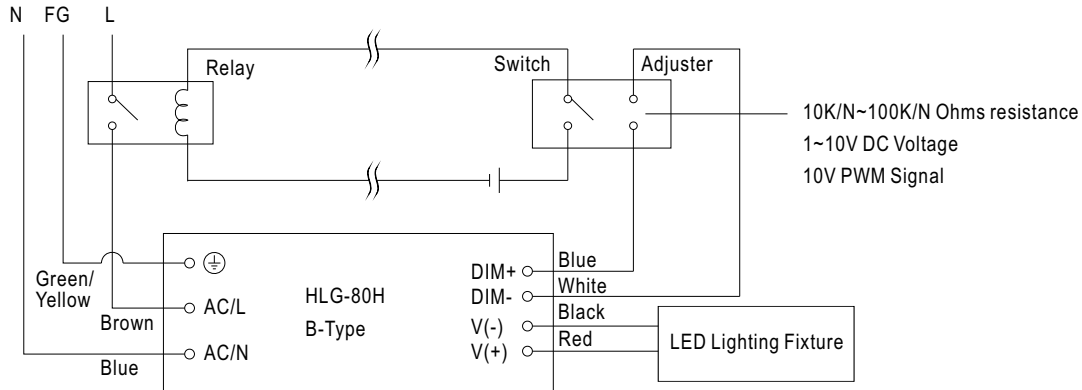 N FG L
Relay
Switch
Adjuster
10K/N~100K/N Ohms resistance
1~10V DC Voltage
10V PWM Signal
Green/
Yellow
Brown
Blue
AC/L
AC/N
HLG-80H
B-Type
DIM+
DIM-
V(-)
V(+)
Blue
White
Black
Red
LED Lighting Fixture